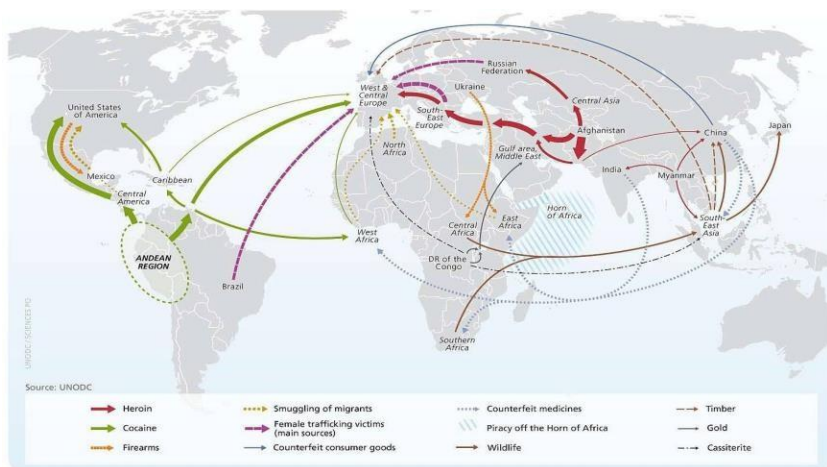 Russian
Federation
West &
Central
Europe
Ukraine
United States
of America
South-
East
Europe
Central Asia
Afghanistan
China
Japan
North
Africa
Gulf area,
Middle East
India
Myanmar
Mexico
Caribbean
Central
America
Horn
of Africa
South-
East
Asia
West
Africa
Central
Africa
East
Africa
ANDEAN
REGION
DR of the
Congo
Brazil
Southern
Africa
UNODC / SCIENCES PO
Source: UNODC
Heroin
Smuggling of migrants
Counterfeit medicines
Timber
Cocaine
Female trafficking victims
(main sources)
Piracy off the Horn of Africa
Gold
Firearms
Counterfeit consumer goods
Wildlife
Cassiterite